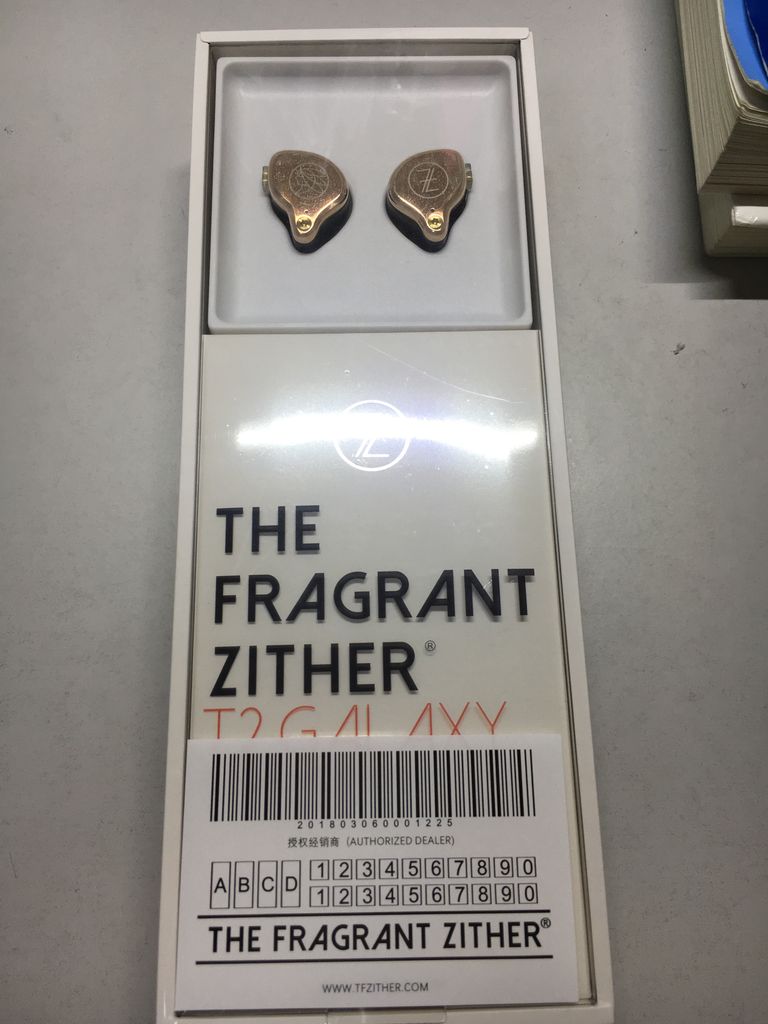 THE
FRAGRANT
ZITHER®
T2 GALAXY
201803060001225
授权经销商 (AUTHORIZED DEALER)
A B C D 1 2 3 4 5 6 7 8 9 0
1 2 3 4 5 6 7 8 9 0
THE FRAGRANT ZITHER®
WWW.TFZITHER.COM